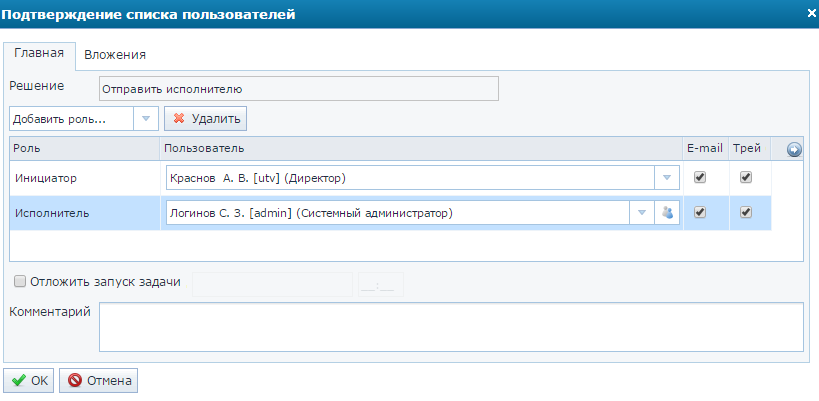 Подтверждение списка пользователей
Главная Вложения
Решение Отправить исполнителю
Добавить роль... Удалить
Роль Пользователь E-mail Трей
Инициатор Краснов А. В. [utv] (Директор)
Исполнитель Логинов С. З. [admin] (Системный администратор)
Отложить запуск задачи __:__
Комментарий
OK Отмена